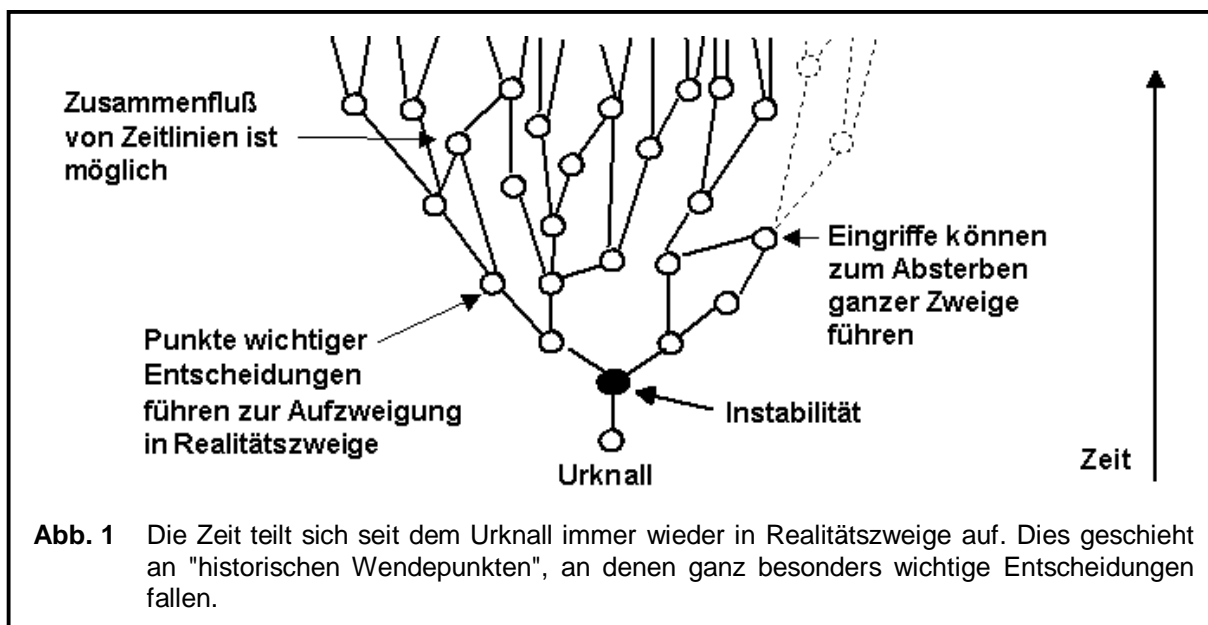 Zusammenfluß
von Zeitlinien ist
möglich
Eingriffe können
zum Absterben
ganzer Zweige
führen
Punkte wichtiger
Entscheidungen
führen zur Aufzweigung
in Realitätszweige
Instabilität
Urknall
Zeit
Abb. 1 Die Zeit teilt sich seit dem Urknall immer wieder in Realitätszweige auf. Dies geschieht
an "historischen Wendepunkten", an denen ganz besonders wichtige Entscheidungen
fallen.